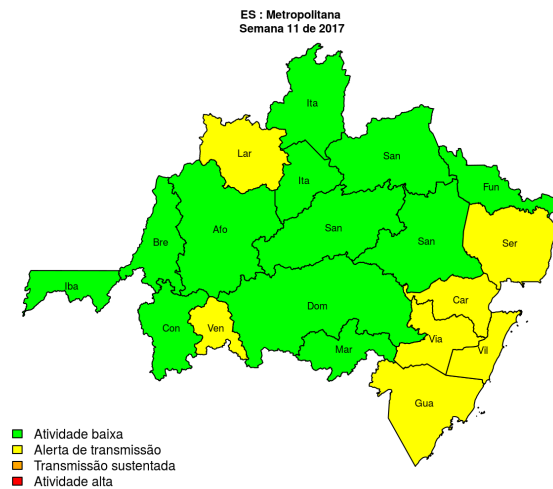 ES : Metropolitana
Semana 11 de 2017
Ita
Lar
San
Ita
Fun
Afo
San
San
Bre
Ser
Iba
Car
Dom
Con
Ven
Via
Mar
Vil
Gua
Atividade baixa
Alerta de transmissão
Transmissão sustentada
Atividade alta